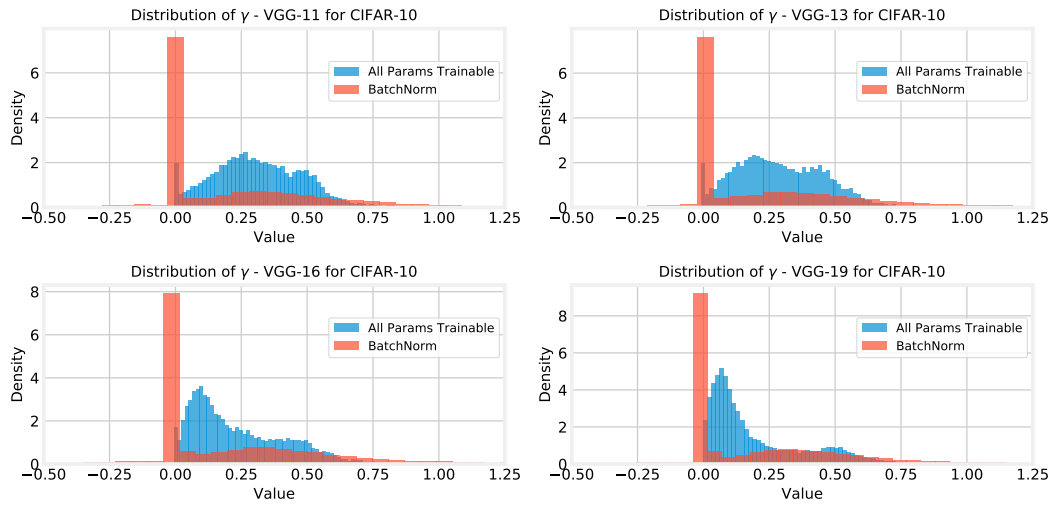 Distribution of γ - VGG-11 for CIFAR-10
Density
6
4
2
0
All Params Trainable
BatchNorm
−0.50 −0.25 0.00 0.25 0.50 0.75 1.00 1.25
Value
Distribution of γ - VGG-13 for CIFAR-10
Density
6
4
2
0
All Params Trainable
BatchNorm
−0.50 −0.25 0.00 0.25 0.50 0.75 1.00 1.25
Value
Distribution of γ - VGG-16 for CIFAR-10
Density
8
6
4
2
0
All Params Trainable
BatchNorm
−0.50 −0.25 0.00 0.25 0.50 0.75 1.00 1.25
Value
Distribution of γ - VGG-19 for CIFAR-10
Density
8
6
4
2
0
All Params Trainable
BatchNorm
−0.50 −0.25 0.00 0.25 0.50 0.75 1.00 1.25
Value